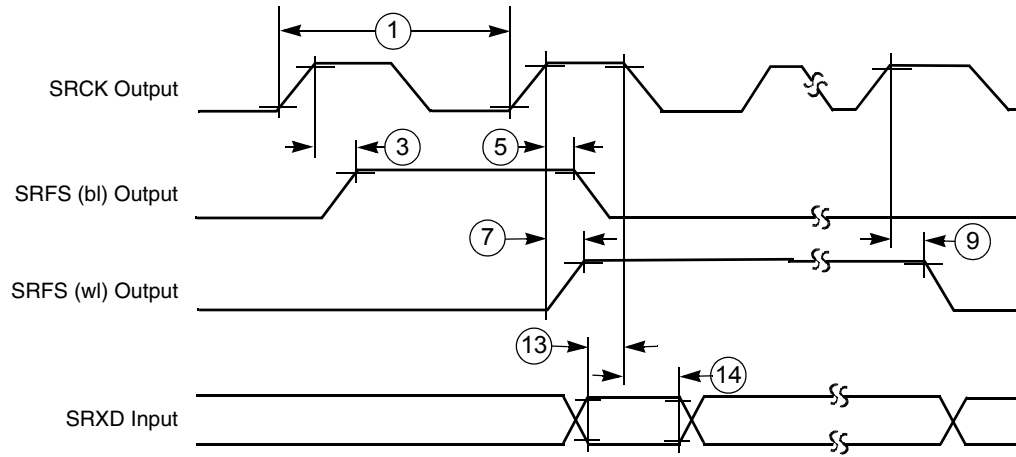 1
SRCK Output
3
5
SRFS (bl) Output
7
9
SRFS (wl) Output
13
14
SRXD Input